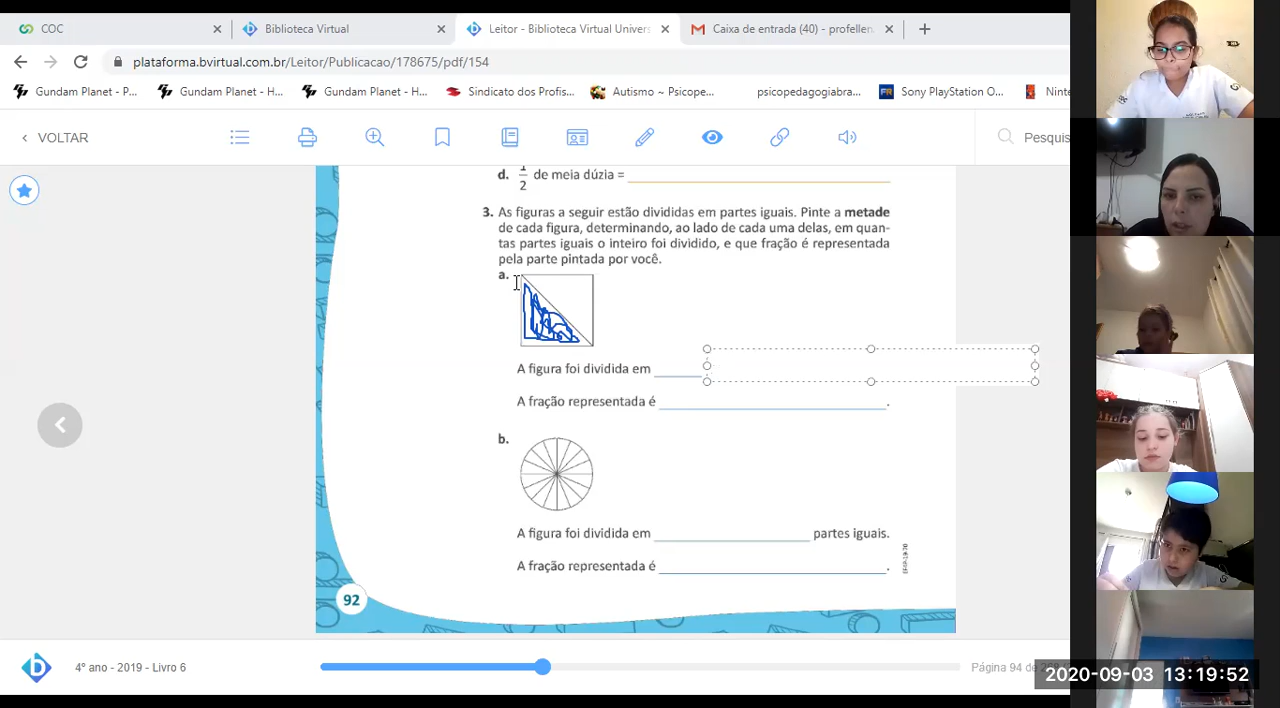 COC
Biblioteca Virtual
Leitor - Biblioteca Virtual Univers
Caixa de entrada (40) - profellen
plataforma.bvirtual.com.br/Leitor/Publicacao/178675/pdf/154
Gundam Planet - P...
Gundam Planet - H...
Gundam Planet - H...
Sindicato dos Profis...
Autismo ~ Psicope...
psicopedagogiabra...
FR
Sony PlayStation O...
Ninte
VOLTAR
Pesquis
d. 1/2 de meia dúzia =
3. As figuras a seguir estão divididas em partes iguais. Pinte a metade
de cada figura, determinando, ao lado de cada uma delas, em quan-
tas partes iguais o inteiro foi dividido, e que fração é representada
pela parte pintada por você.
a.
A figura foi dividida em
A fração representada é .
b.
A figura foi dividida em partes iguais.
A fração representada é .
92
4º ano - 2019 - Livro 6
Página 94 de
2020-09-03 13:19:52